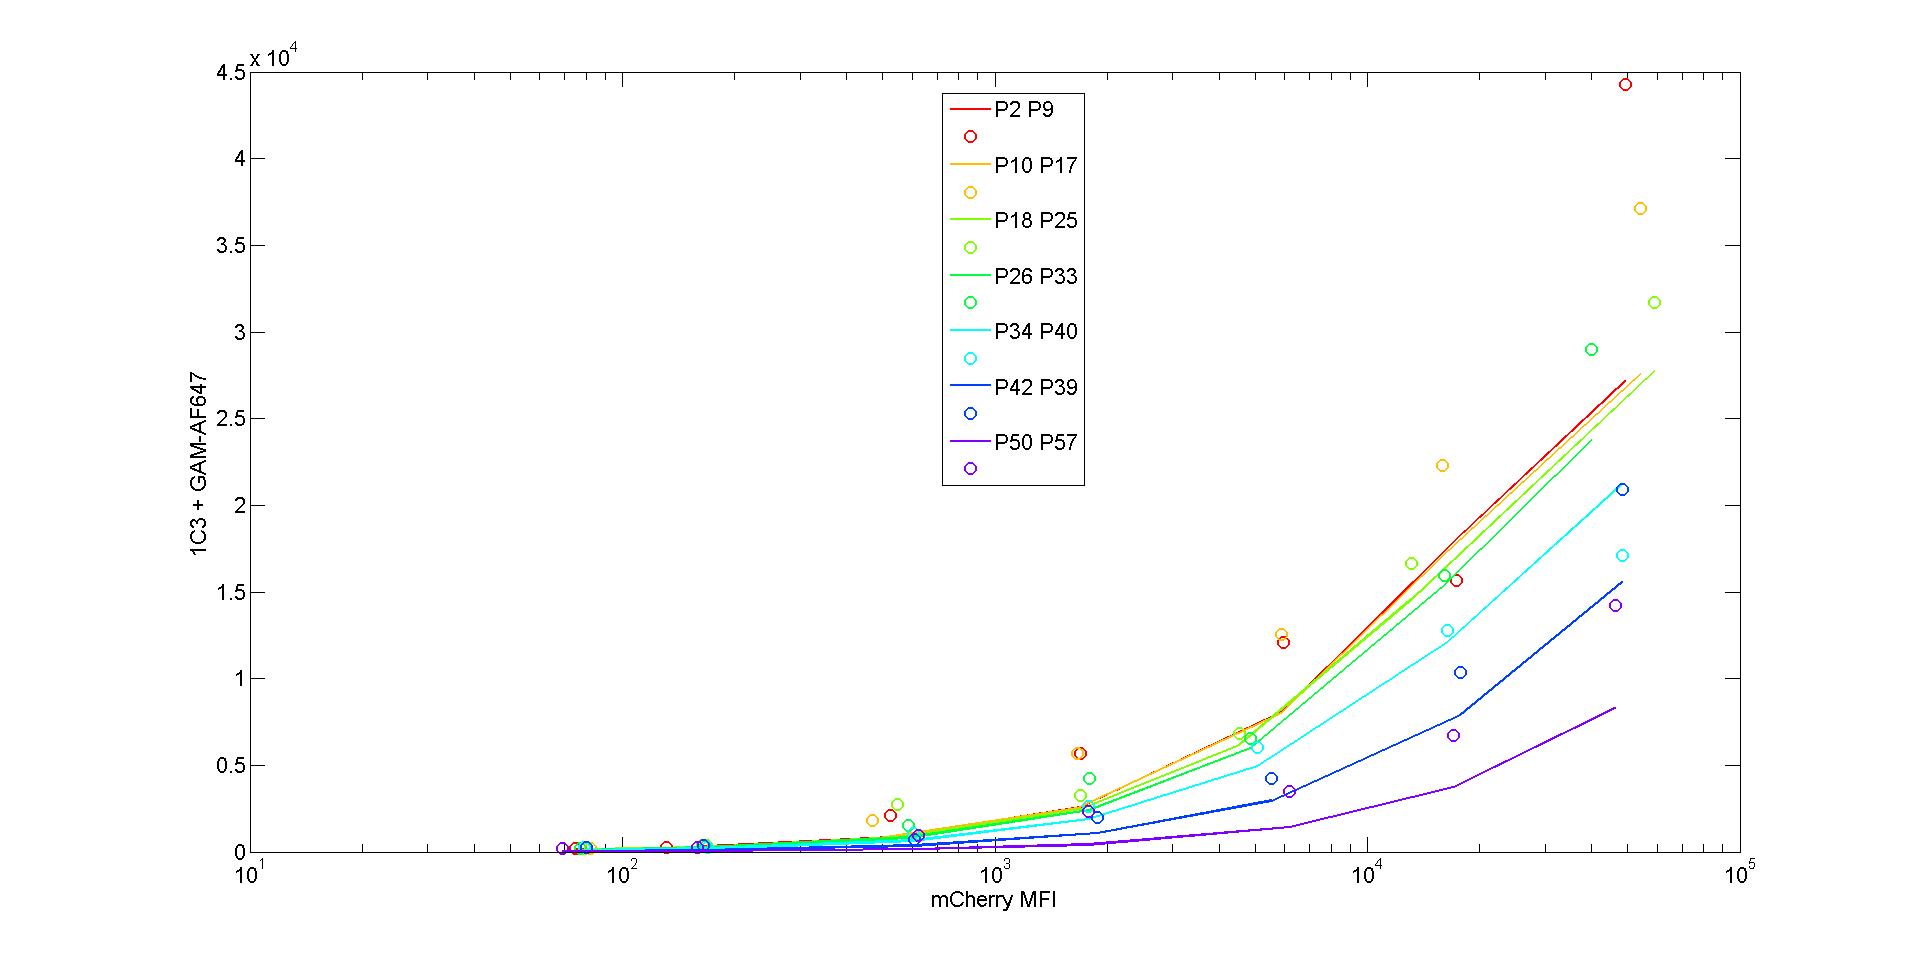 x 10^4
4.5
4
3.5
3
2.5
2
1.5
1
0.5
0
1C3 + GAM-AF647
P2 P9
P10 P17
P18 P25
P26 P33
P34 P40
P42 P39
P50 P57
10^1 10^2 10^3 10^4 10^5
mCherry MFI